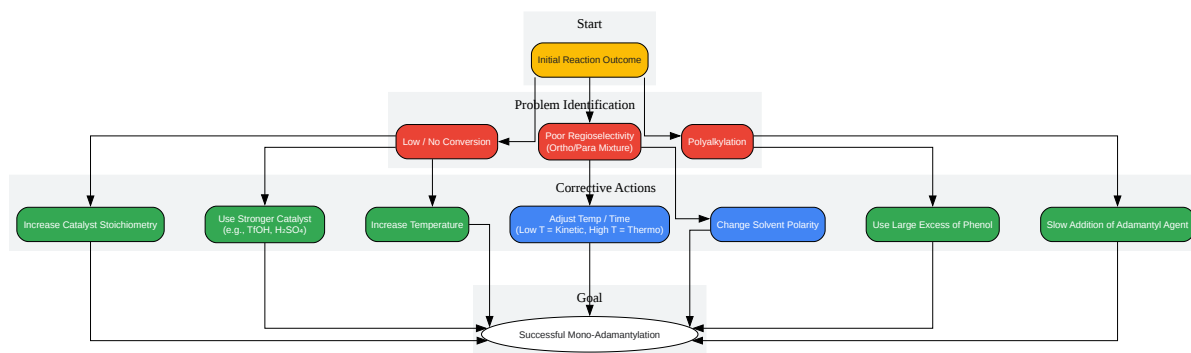 Start
Initial Reaction Outcome
Problem Identification
Low / No Conversion
Poor Regioselectivity
(Ortho/Para Mixture)
Polyalkylation
Corrective Actions
Increase Catalyst Stoichiometry
Use Stronger Catalyst
(e.g., TfOH, H₂SO₄)
Increase Temperature
Adjust Temp / Time
(Low T = Kinetic, High T = Thermo)
Change Solvent Polarity
Use Large Excess of Phenol
Slow Addition of Adamantyl Agent
Goal
Successful Mono-Adamantylation